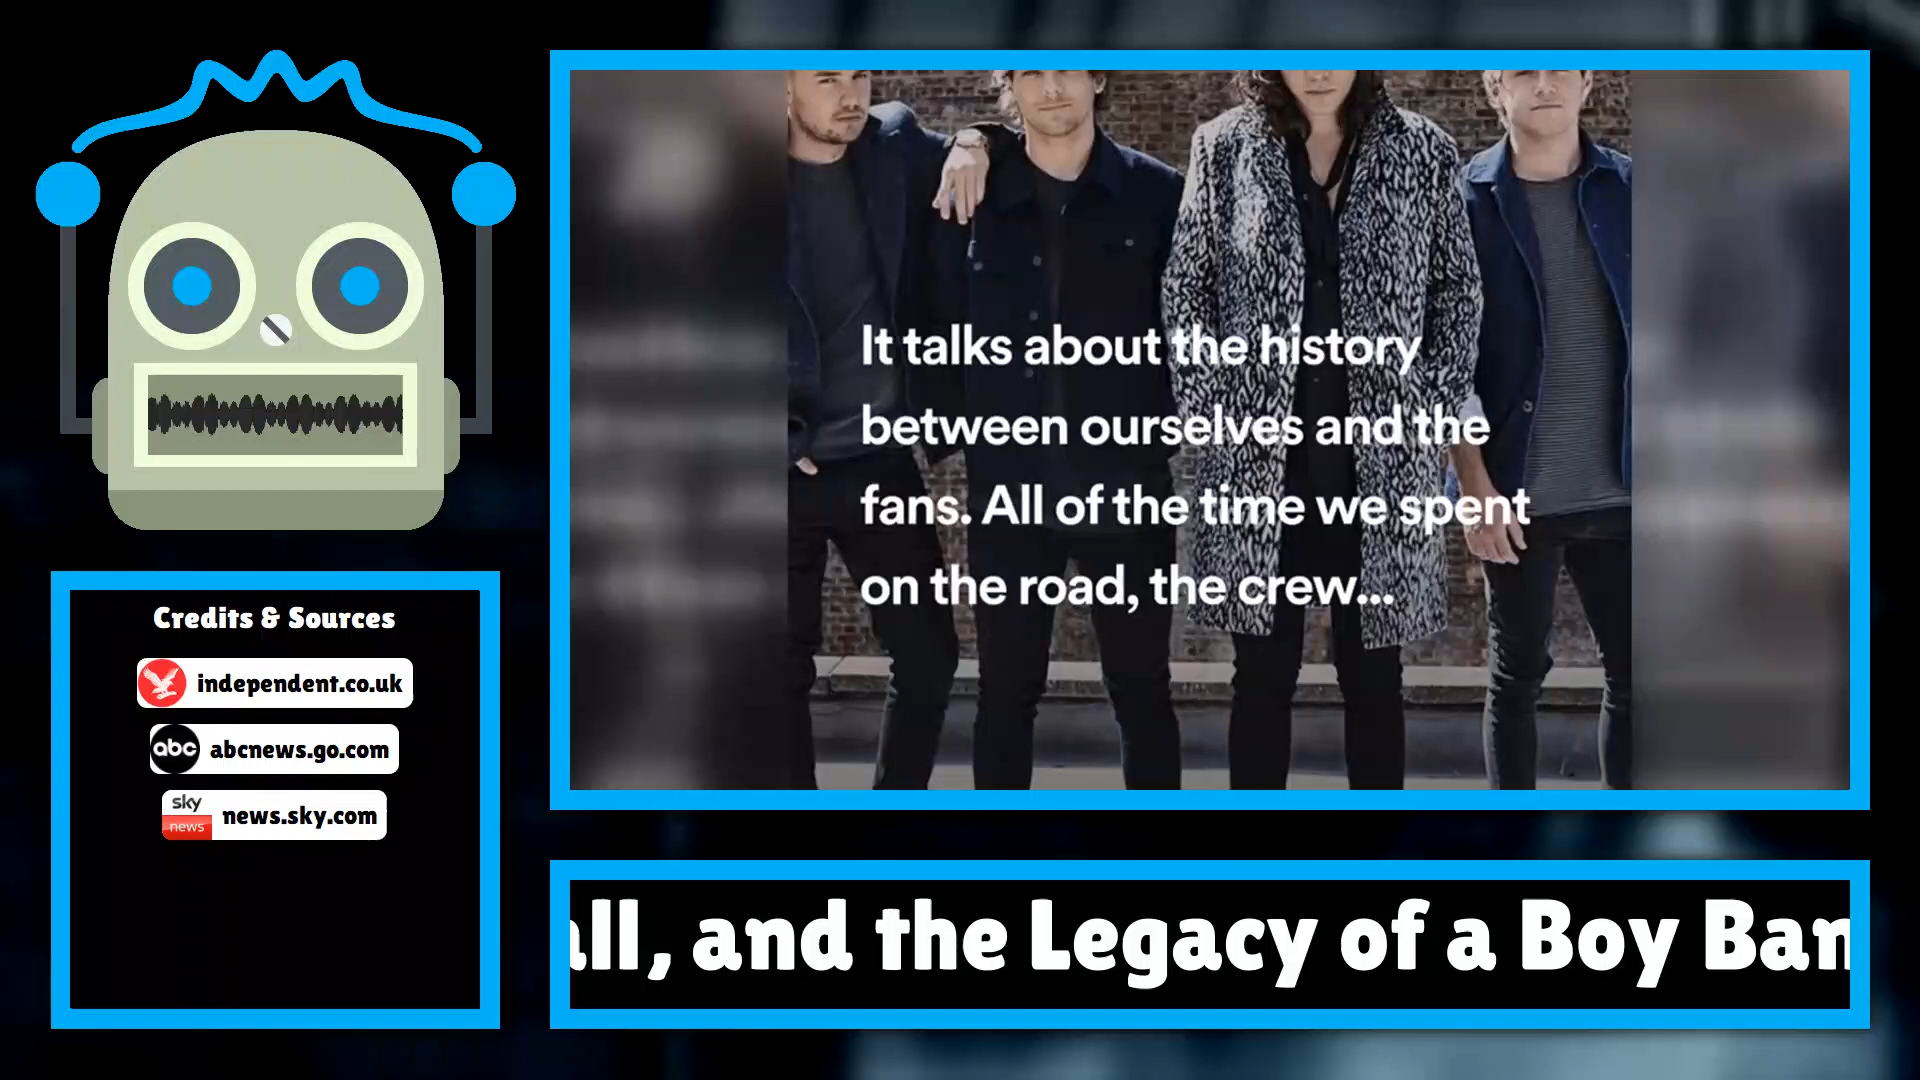 It talks about the history
between ourselves and the
fans. All of the time we spent
on the road, the crew...
Credits & Sources
independent.co.uk
abc abcnews.go.com
sky
news
news.sky.com
all, and the Legacy of a Boy Ban